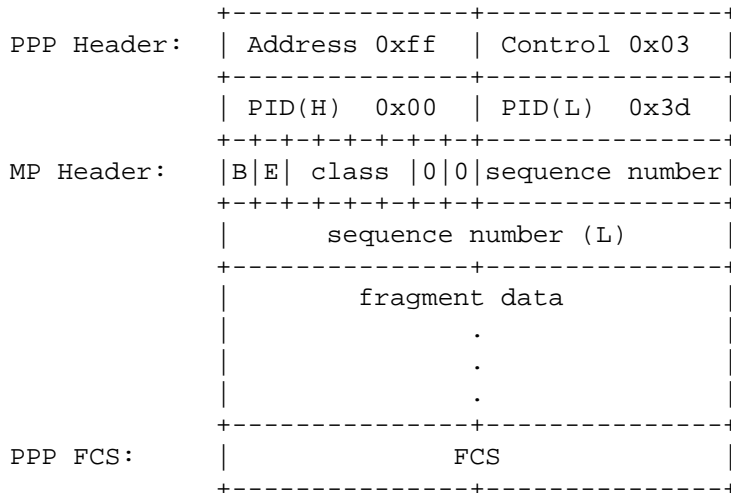 +---------------+---------------+
PPP Header:   | Address 0xff  | Control 0x03  |
              +---------------+---------------+
              | PID(H)  0x00  | PID(L)  0x3d  |
              +-+-+-+-+-+-+-+-+---------------+
MP Header:    |B|E| class |0|0|sequence number|
              +-+-+-+-+-+-+-+-+---------------+
              |      sequence number (L)      |
              +---------------+---------------+
              |        fragment data          |
              |               .               |
              |               .               |
              |               .               |
              +---------------+---------------+
PPP FCS:      |              FCS              |
              +---------------+---------------+